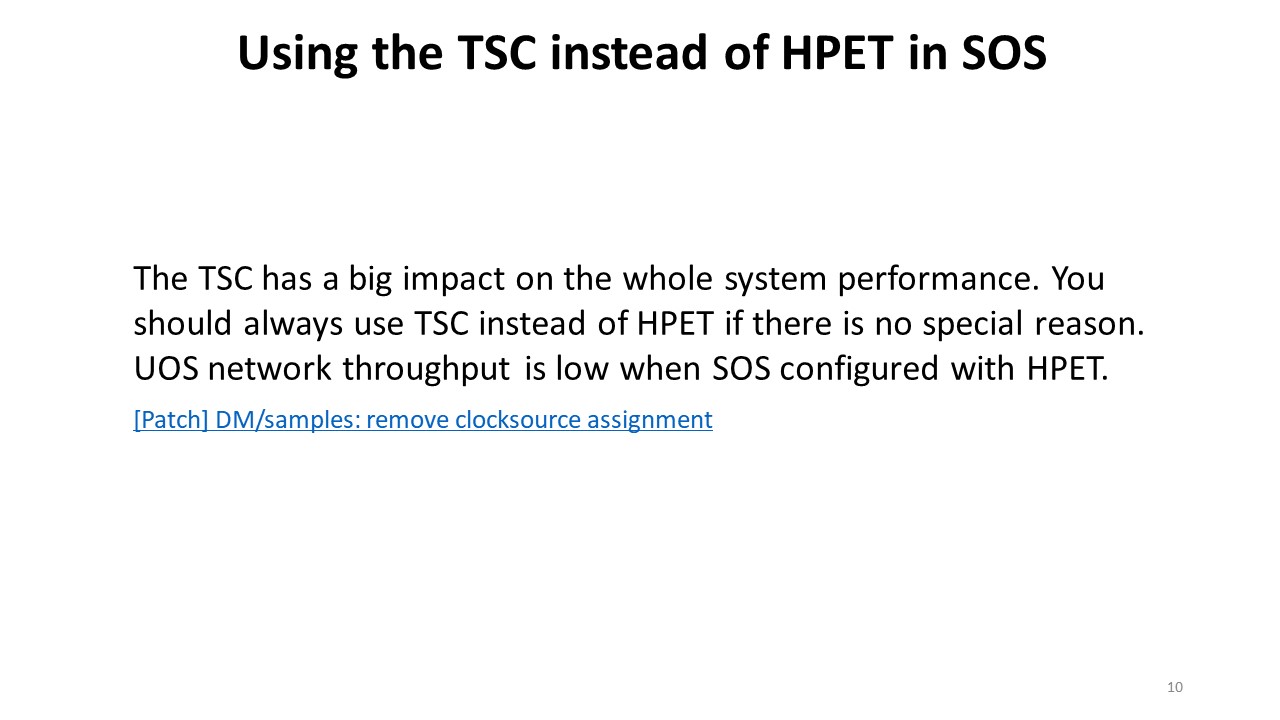 Using the TSC instead of HPET in SOS
The TSC has a big impact on the whole system performance. You
should always use TSC instead of HPET if there is no special reason.
UOS network throughput is low when SOS configured with HPET.
[Patch] DM/samples: remove clocksource assignment
10